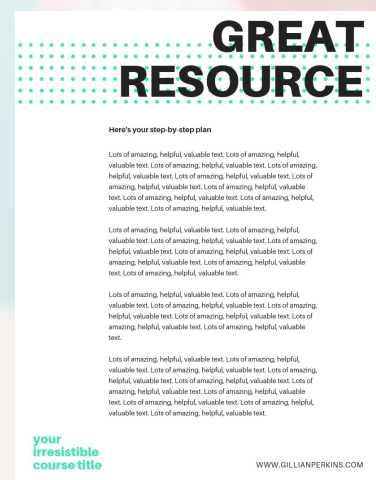 GREAT
RESOURCE
Here's your step-by-step plan
Lots of amazing, helpful, valuable text. Lots of amazing, helpful,
valuable text. Lots of amazing, helpful, valuable text. Lots of amazing,
helpful, valuable text. Lots of amazing, helpful, valuable text. Lots of
amazing, helpful, valuable text. Lots of amazing, helpful, valuable
text. Lots of amazing, helpful, valuable text. Lots of amazing, helpful,
valuable text. Lots of amazing, helpful, valuable text.
Lots of amazing, helpful, valuable text. Lots of amazing, helpful,
valuable text. Lots of amazing, helpful, valuable text. Lots of amazing,
helpful, valuable text. Lots of amazing, helpful, valuable text. Lots of
amazing, helpful, valuable text. Lots of amazing, helpful, valuable
text. Lots of amazing, helpful, valuable text.
Lots of amazing, helpful, valuable text. Lots of amazing, helpful,
valuable text. Lots of amazing, helpful, valuable text. Lots of amazing,
helpful, valuable text. Lots of amazing, helpful, valuable text. Lots of
amazing, helpful, valuable text. Lots of amazing, helpful, valuable
text.
Lots of amazing, helpful, valuable text. Lots of amazing, helpful,
valuable text. Lots of amazing, helpful, valuable text. Lots of amazing,
helpful, valuable text. Lots of amazing, helpful, valuable text. Lots of
amazing, helpful, valuable text. Lots of amazing, helpful, valuable
text. Lots of amazing, helpful, valuable text. Lots of amazing, helpful,
valuable text. Lots of amazing, helpful, valuable text.
your
irresistible
course title
WWW.GILLIANPERKINS.COM